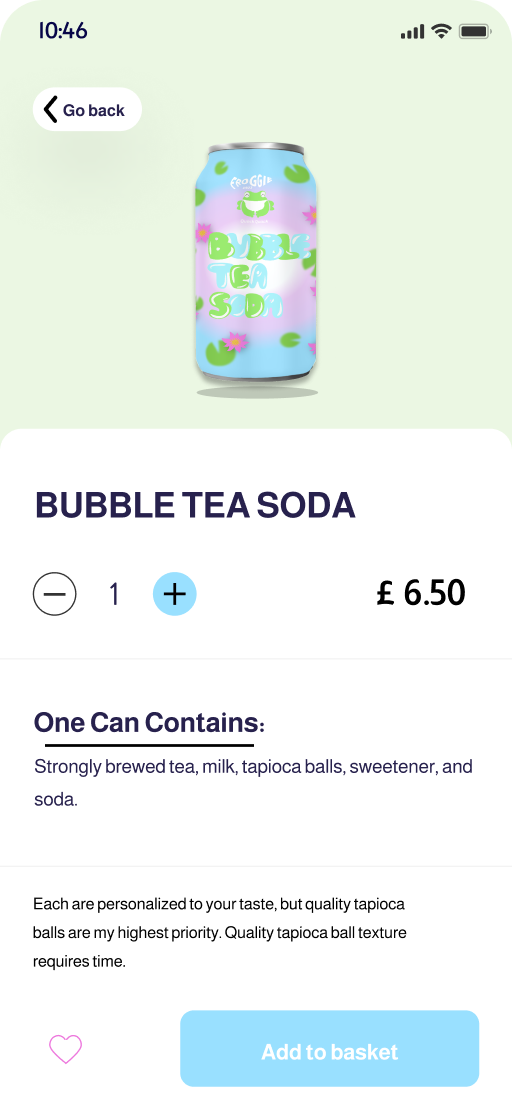 10:46
Go back
FROGGIE
BUBBLE
TEA
SODA
BUBBLE TEA SODA
1
£ 6.50
One Can Contains:
Strongly brewed tea, milk, tapioca balls, sweetener, and
soda.
Each are personalized to your taste, but quality tapioca
balls are my highest priority. Quality tapioca ball texture
requires time.
Add to basket